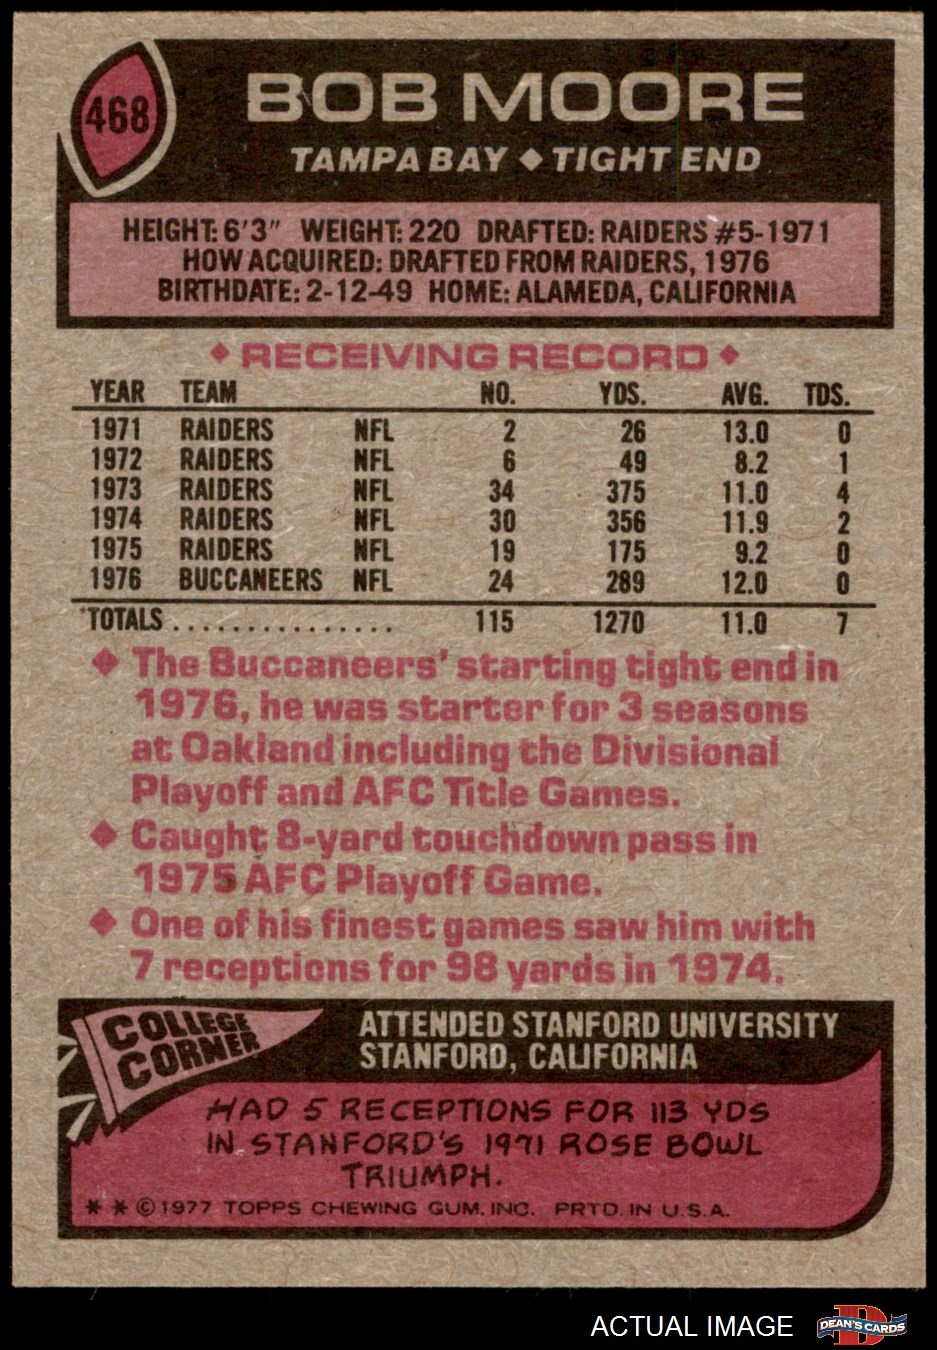 468
BOB MOORE
TAMPA BAY ◆ TIGHT END
HEIGHT: 6'3" WEIGHT: 220 DRAFTED: RAIDERS #5-1971
HOW ACQUIRED: DRAFTED FROM RAIDERS, 1976
BIRTHDATE: 2-12-49 HOME: ALAMEDA, CALIFORNIA
◆ RECEIVING RECORD ◆
YEAR TEAM NO. YDS. AVG. TDS.
1971 RAIDERS NFL 2 26 13.0 0
1972 RAIDERS NFL 6 49 8.2 1
1973 RAIDERS NFL 34 375 11.0 4
1974 RAIDERS NFL 30 356 11.9 2
1975 RAIDERS NFL 19 175 9.2 0
1976 BUCCANEERS NFL 24 289 12.0 0
TOTALS . . . . . . . . . . . . . . . . 115 1270 11.0 7
◆ The Buccaneers' starting tight end in
1976, he was starter for 3 seasons
at Oakland including the Divisional
Playoff and AFC Title Games.
◆ Caught 8-yard touchdown pass in
1975 AFC Playoff Game.
◆ One of his finest games saw him with
7 receptions for 98 yards in 1974.
COLLEGE
CORNER
ATTENDED STANFORD UNIVERSITY
STANFORD, CALIFORNIA
HAD 5 RECEPTIONS FOR 113 YDS
IN STANFORD'S 1971 ROSE BOWL
TRIUMPH.
* * © 1977 TOPPS CHEWING GUM, INC. PRTD. IN U.S.A.
ACTUAL IMAGE
D
DEAN'S CARDS